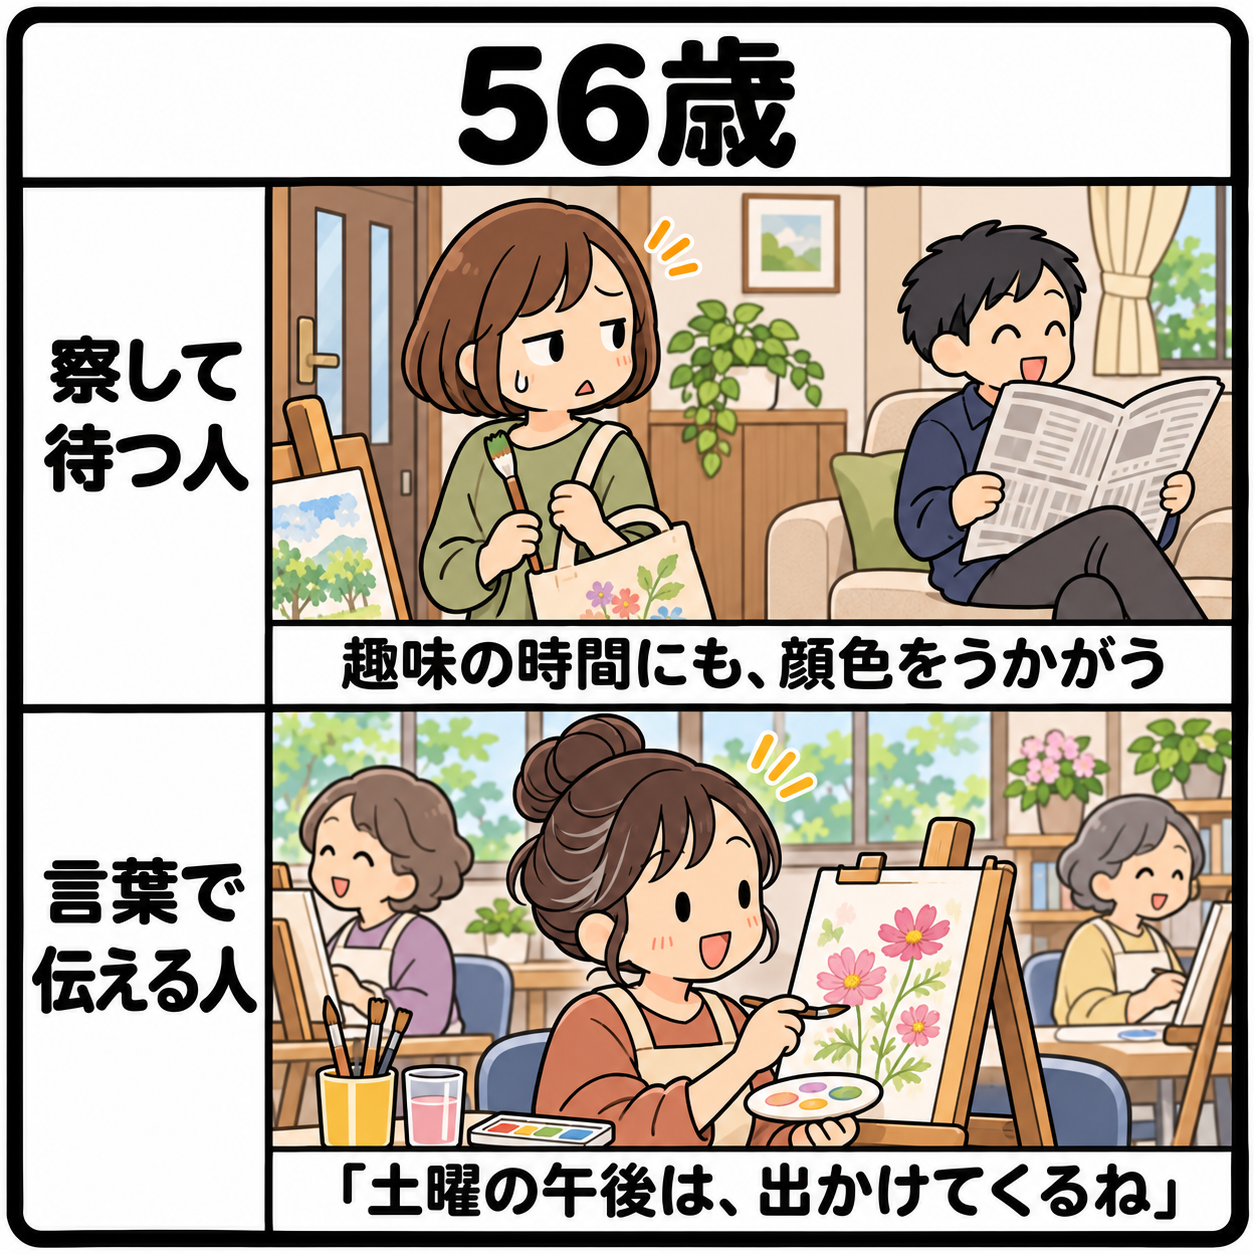 56歳
察して
待つ人
趣味の時間にも、顔色をうかがう
言葉で
伝える人
「土曜の午後は、出かけてくるね」